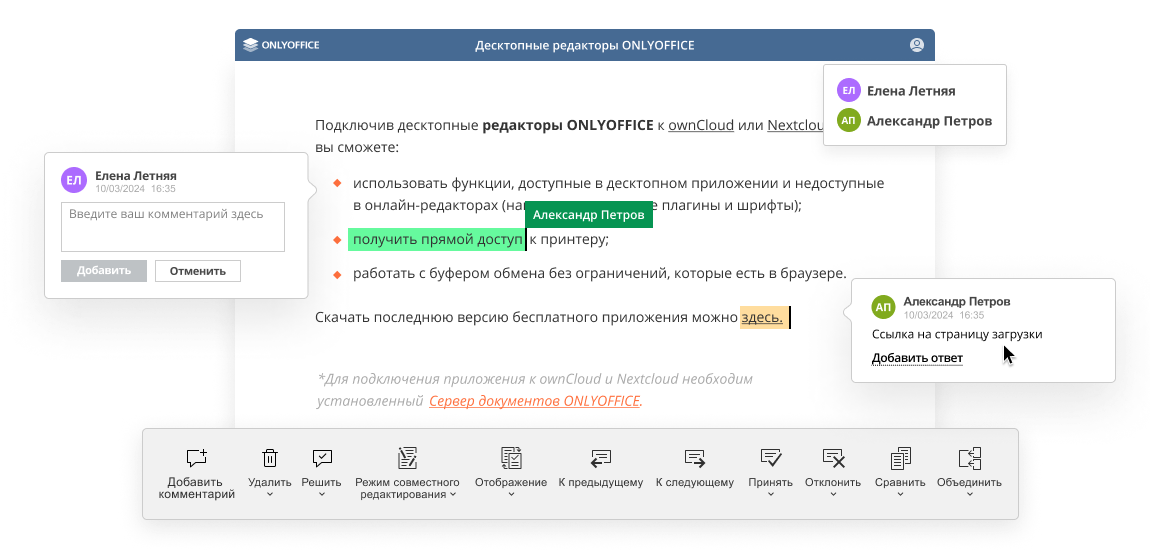 ONLYOFFICE
Десктопные редакторы ONLYOFFICE
ЕЛ Елена Летняя
АП Александр Петров
Подключив десктопные редакторы ONLYOFFICE к ownCloud или
вы сможете:
использовать функции, доступные в десктопном приложении и недоступные
в онлайн-редакторах плагины и шрифты);
Александр Петров
получить прямой доступ к принтеру;
работать с буфером обмена без ограничений, которые есть в браузере.
Скачать последнюю версию бесплатного приложения можно здесь.
*Для подключения приложения к ownCloud и Nextcloud необходим
установленный Сервер документов ONLYOFFICE.
ЕЛ Елена Летняя
10/03/2024 16:35
Введите ваш комментарий здесь
Добавить Отменить
АП Александр Петров
10/03/2024 16:35
Ссылка на страницу загрузки
Добавить ответ
Добавить
комментарий
Удалить
Решить
Режим совместного
редактирования
Отображение
К предыдущему
К следующему
Принять
Отклонить
Сравнить
Объединить